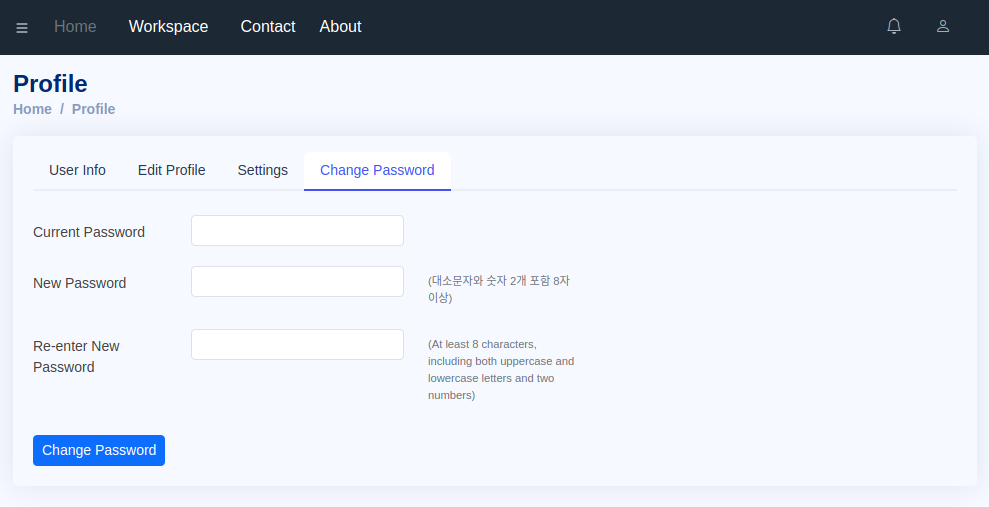 Home Workspace Contact About
Profile
Home / Profile
User Info Edit Profile Settings Change Password
Current Password
New Password (대소문자와 숫자 2개 포함 8자
이상)
Re-enter New
Password
(At least 8 characters,
including both uppercase and
lowercase letters and two
numbers)
Change Password